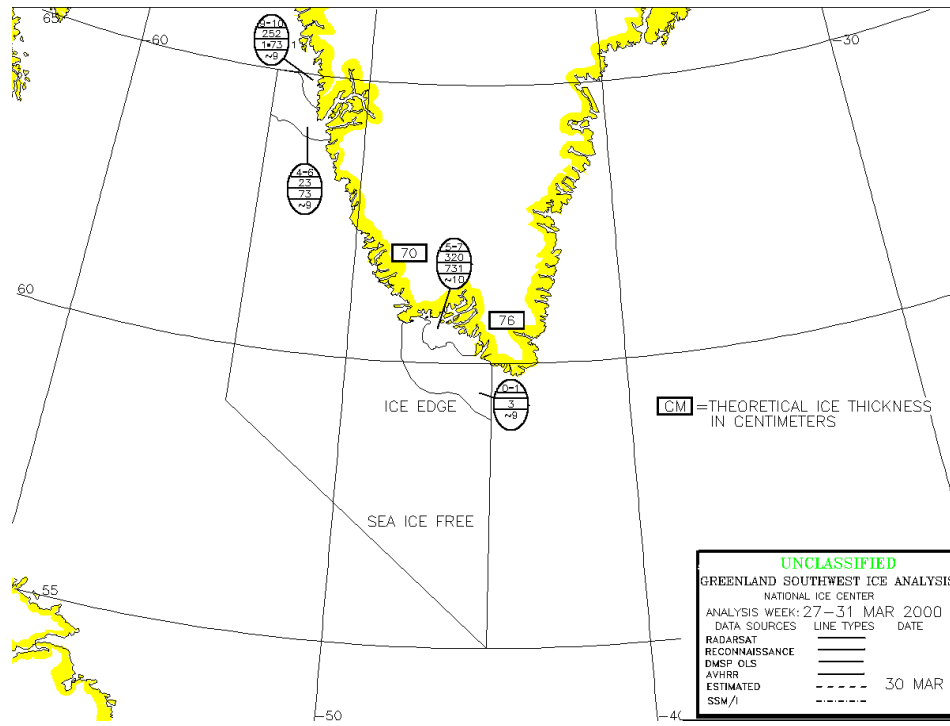 65
-60
-30
9-10
252
1•73 1
~9
4-6
23
73
~9
70
5-7
320
731
~10
60
76
0-1
3
~9
ICE EDGE
CM =THEORETICAL ICE THICKNESS
IN CENTIMETERS
SEA ICE FREE
55
-50
-40
UNCLASSIFIED
GREENLAND SOUTHWEST ICE ANALYSIS
NATIONAL ICE CENTER
ANALYSIS WEEK: 27-31 MAR 2000
DATA SOURCES LINE TYPES DATE
RADARSAT
RECONNAISSANCE
DMSP OLS
AVHRR
ESTIMATED 30 MAR
SSM/I